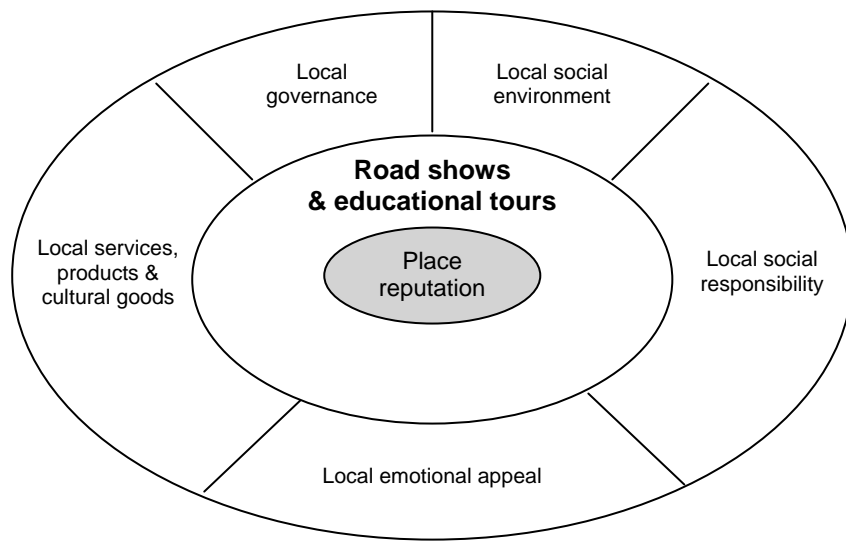 Local
governance
Local social
environment
Road shows
& educational tours
Local services,
products &
cultural goods
Place
reputation
Local social
responsibility
Local emotional appeal